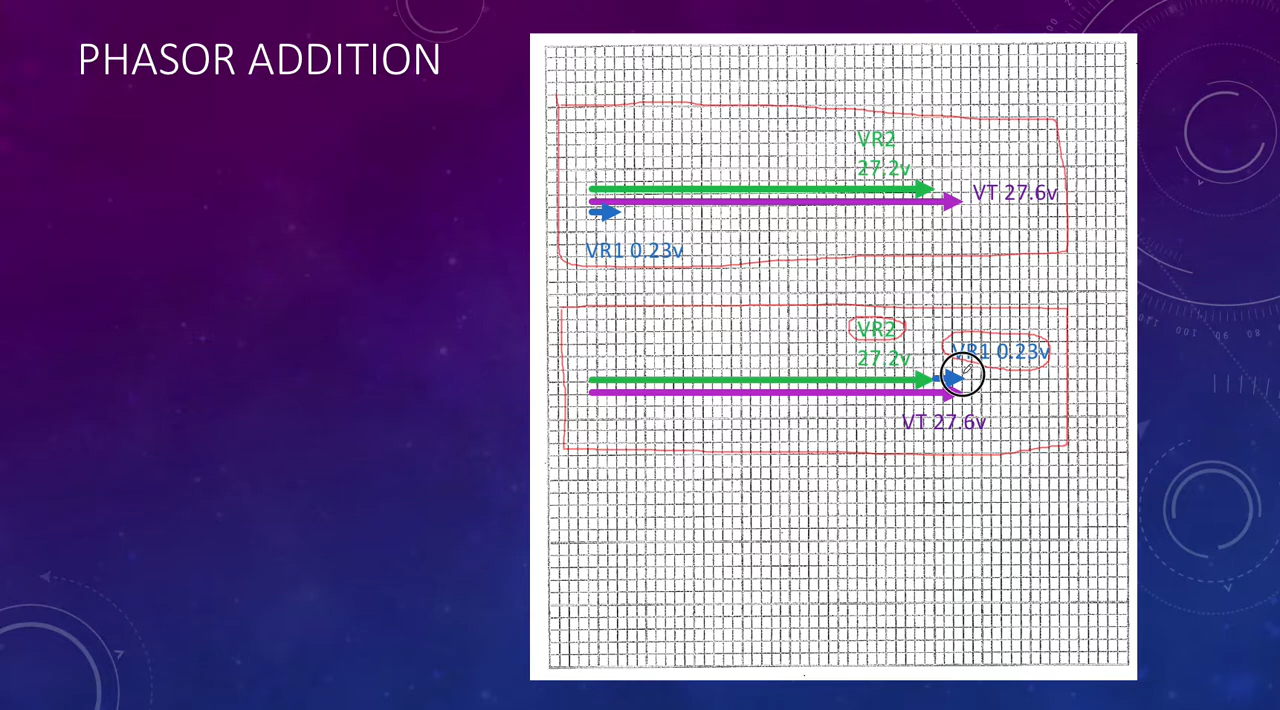 PHASOR ADDITION
VR2
27.2v
VT 27.6v
VR1 0.23v
VR2
27.2v
VR1 0.23v
VT 27.6v